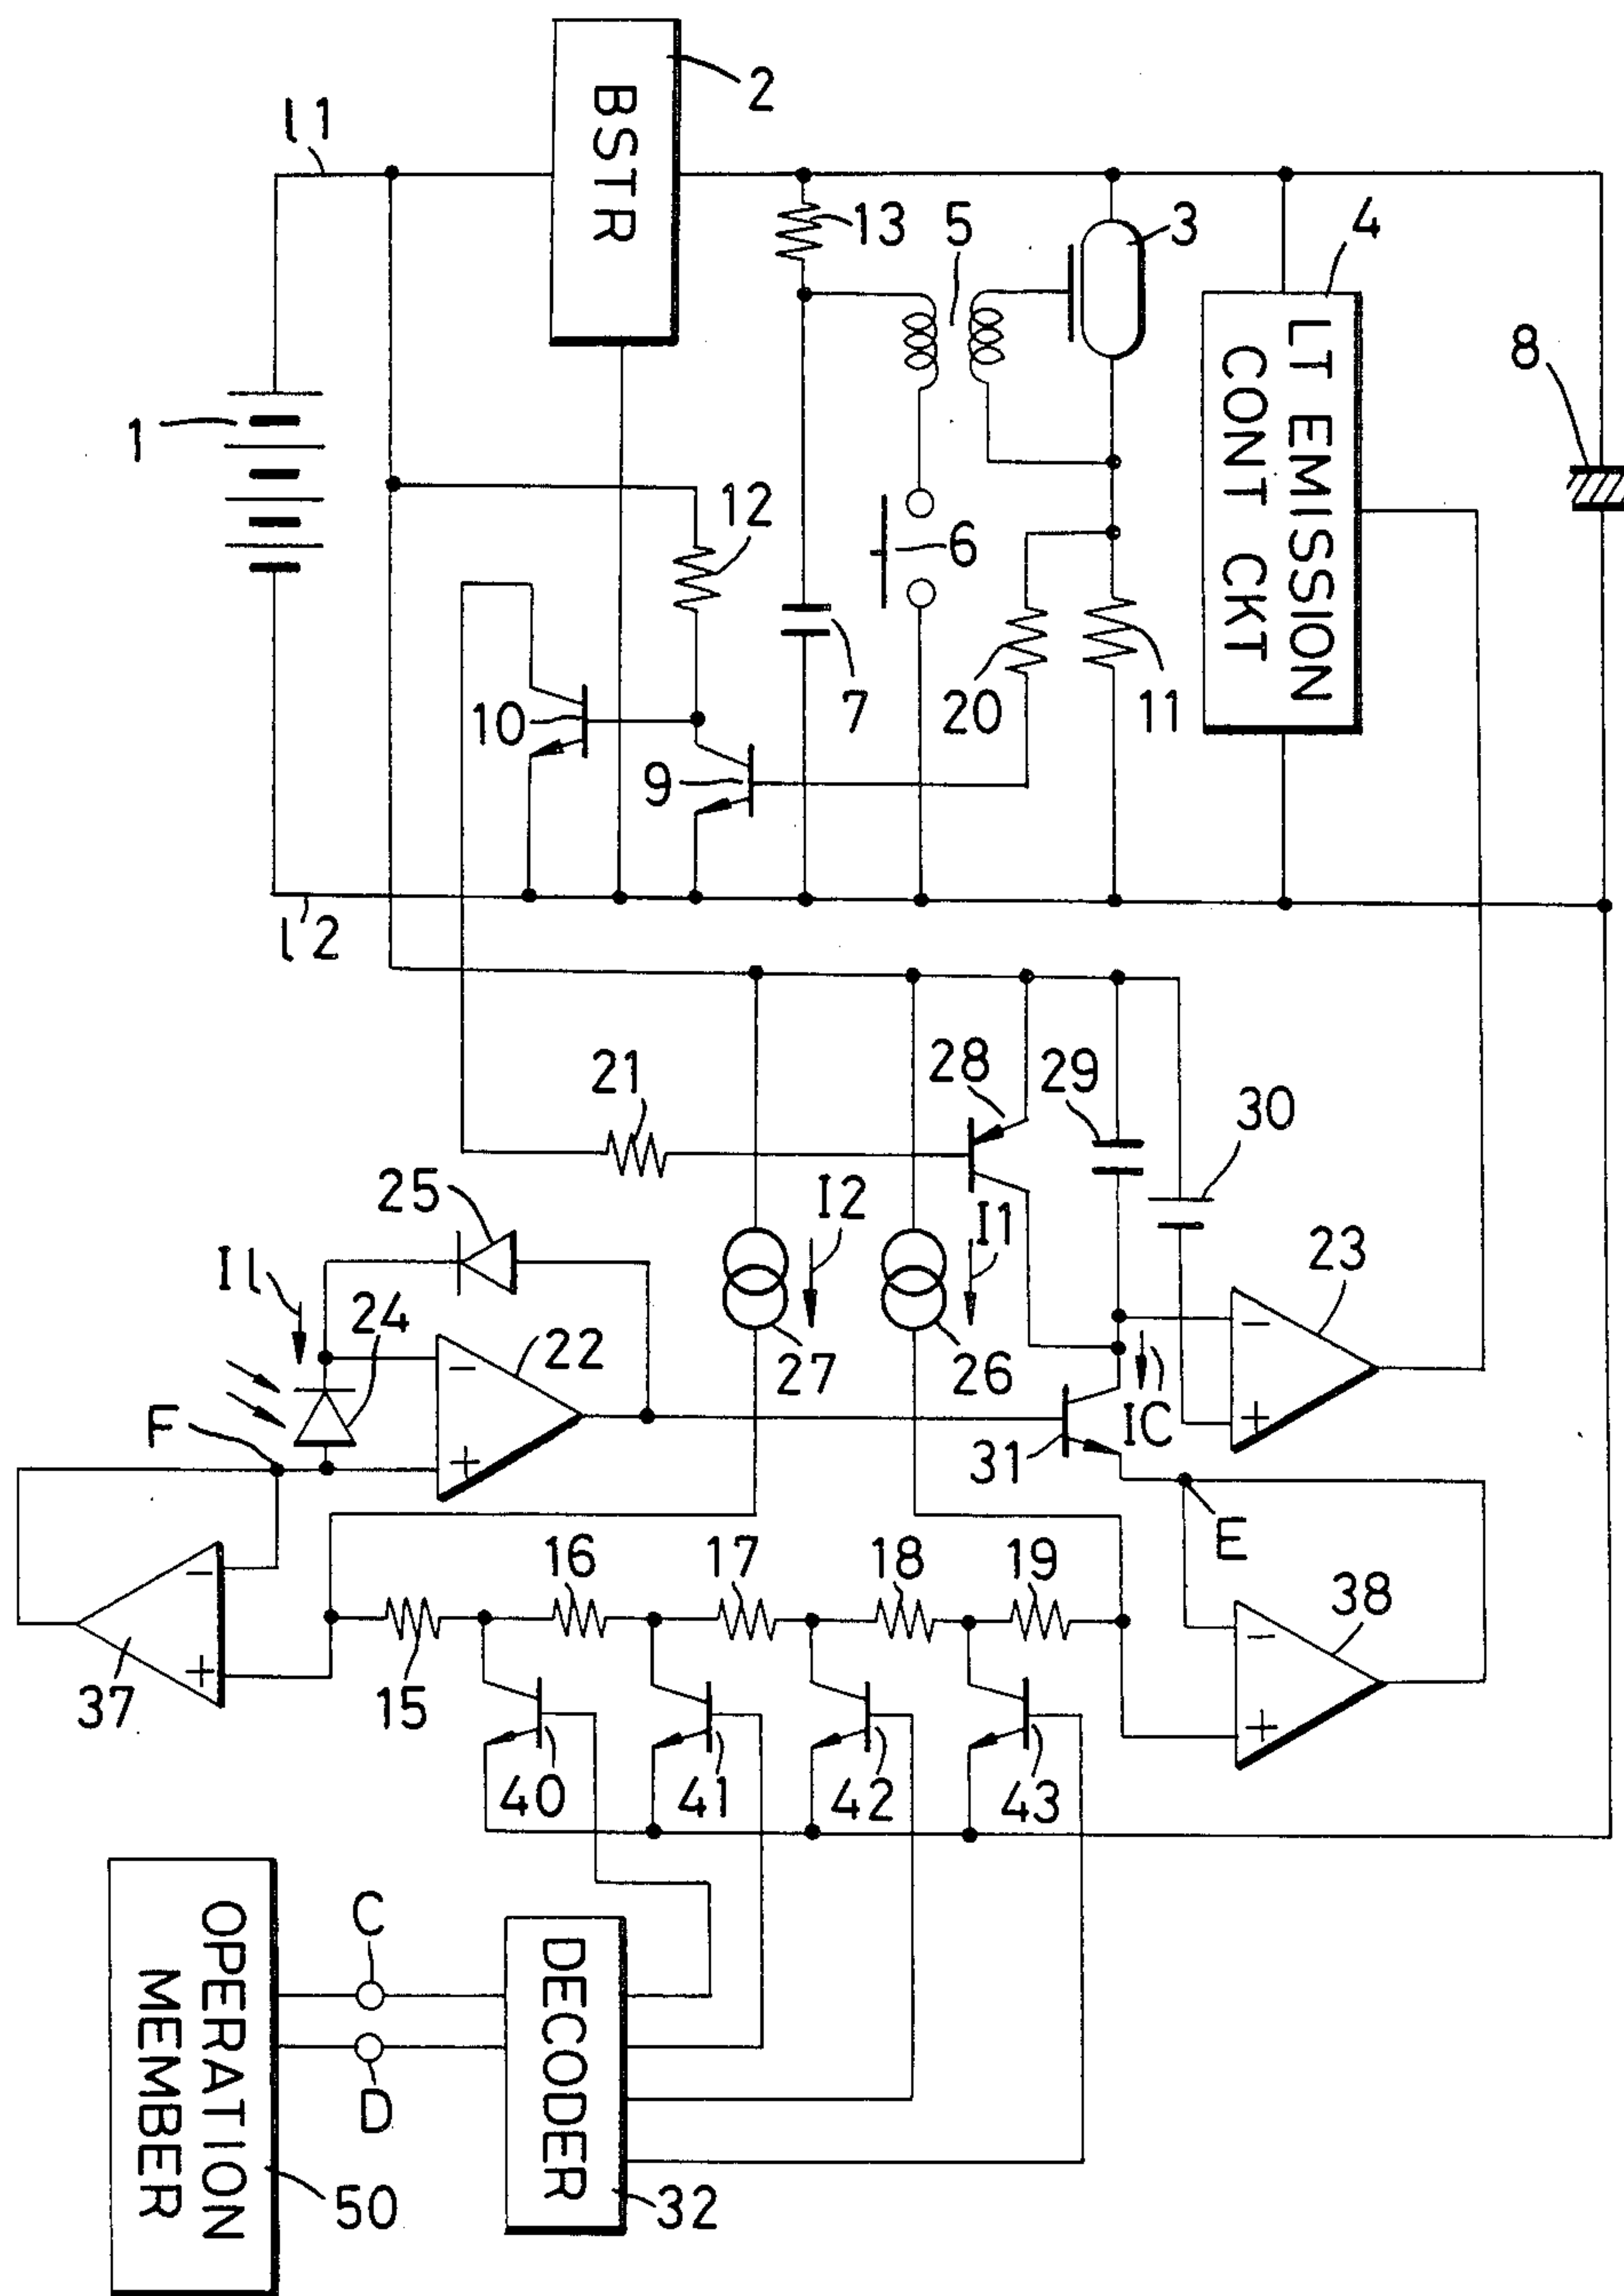 2
l1
BSTR
13
5
3
4
LT EMISSION
CONT CKT
8
1
12
6
10
7
20
11
9
l2
21
28
29
30
25
I2
I1
23
Il
24
22
27
26
IC
F
31
E
16
17
18
19
38
37
15
40
41
42
43
C
DECODER
OPERATION
MEMBER
D
50
32
− + − + − + − +